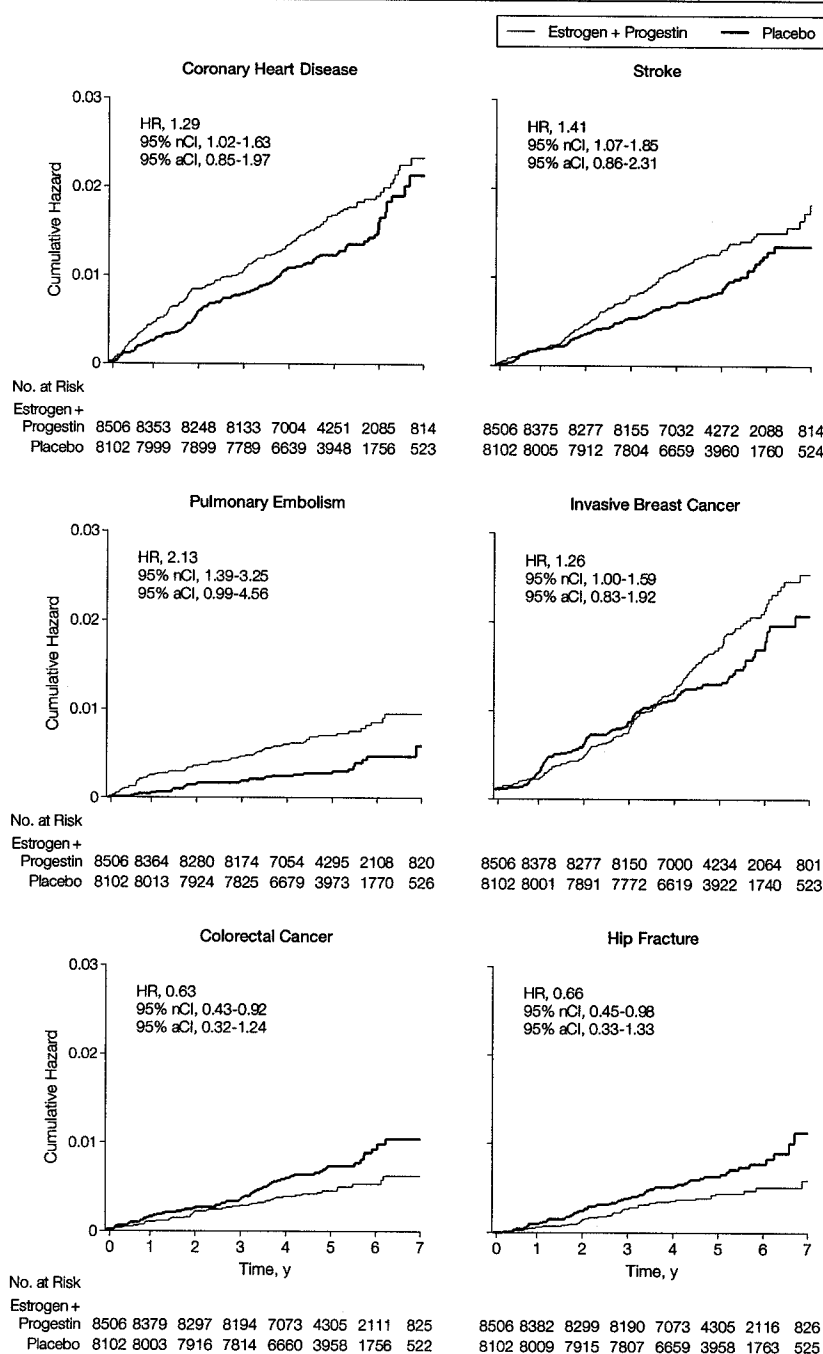 Estrogen + Progestin Placebo
Coronary Heart Disease
0.03
0.02
0.01
0
Cumulative Hazard
HR, 1.29
95% nCI, 1.02-1.63
95% aCI, 0.85-1.97
No. at Risk
Estrogen +
Progestin 8506 8353 8248 8133 7004 4251 2085 814
Placebo 8102 7999 7899 7789 6639 3948 1756 523
Stroke
HR, 1.41
95% nCI, 1.07-1.85
95% aCI, 0.86-2.31
8506 8375 8277 8155 7032 4272 2088 814
8102 8005 7912 7804 6659 3960 1760 524
Pulmonary Embolism
0.03
0.02
0.01
0
Cumulative Hazard
HR, 2.13
95% nCI, 1.39-3.25
95% aCI, 0.99-4.56
No. at Risk
Estrogen +
Progestin 8506 8364 8280 8174 7054 4295 2108 820
Placebo 8102 8013 7924 7825 6679 3973 1770 526
Invasive Breast Cancer
HR, 1.26
95% nCI, 1.00-1.59
95% aCI, 0.83-1.92
8506 8378 8277 8150 7000 4234 2064 801
8102 8001 7891 7772 6619 3922 1740 523
Colorectal Cancer
0.03
0.02
0.01
0
Cumulative Hazard
HR, 0.63
95% nCI, 0.43-0.92
95% aCI, 0.32-1.24
0 1 2 3 4 5 6 7
Time, y
No. at Risk
Estrogen +
Progestin 8506 8379 8297 8194 7073 4305 2111 825
Placebo 8102 8003 7916 7814 6660 3958 1756 522
Hip Fracture
HR, 0.66
95% nCI, 0.45-0.98
95% aCI, 0.33-1.33
0 1 2 3 4 5 6 7
Time, y
8506 8382 8299 8190 7073 4305 2116 826
8102 8009 7915 7807 6659 3958 1763 525